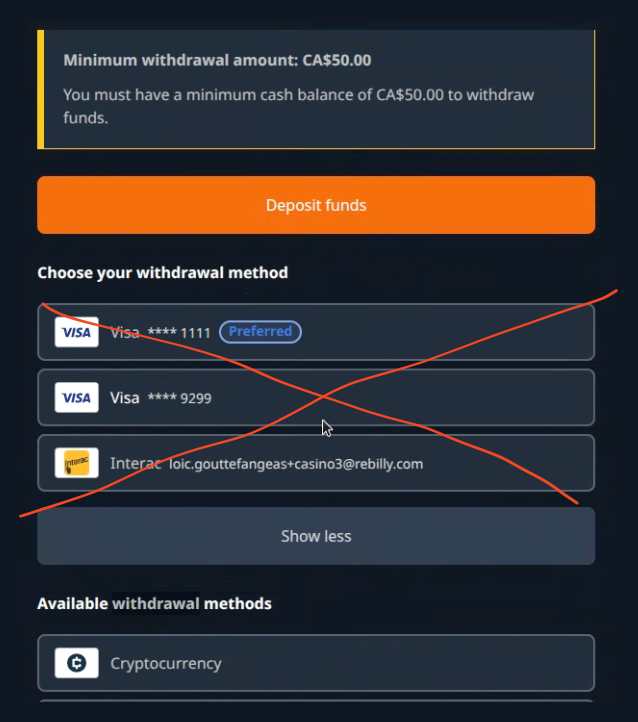 Minimum withdrawal amount: CA$50.00
You must have a minimum cash balance of CA$50.00 to withdraw
funds.
Deposit funds
Choose your withdrawal method
VISA Visa **** 1111 Preferred
VISA Visa **** 9299
Interac Interac loic.gouttefangeas+casino3@rebilly.com
Show less
Available withdrawal methods
Cryptocurrency